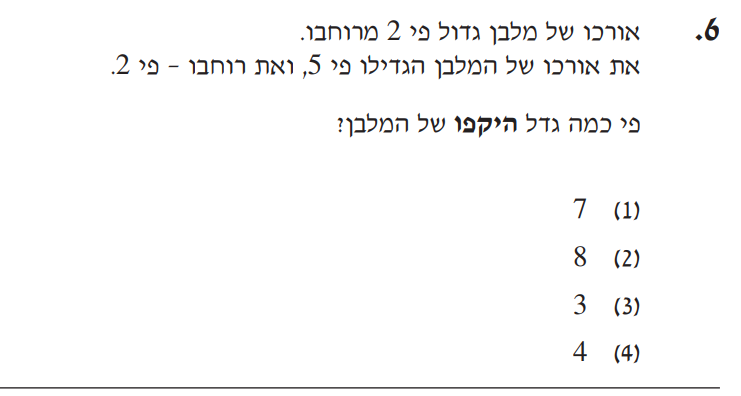 6. אורכו של מלבן גדול פי 2 מרוחבו.
את אורכו של המלבן הגדילו פי 5, ואת רוחבו - פי 2.
פי כמה גדל היקפו של המלבן?
(1) 7
(2) 8
(3) 3
(4) 4